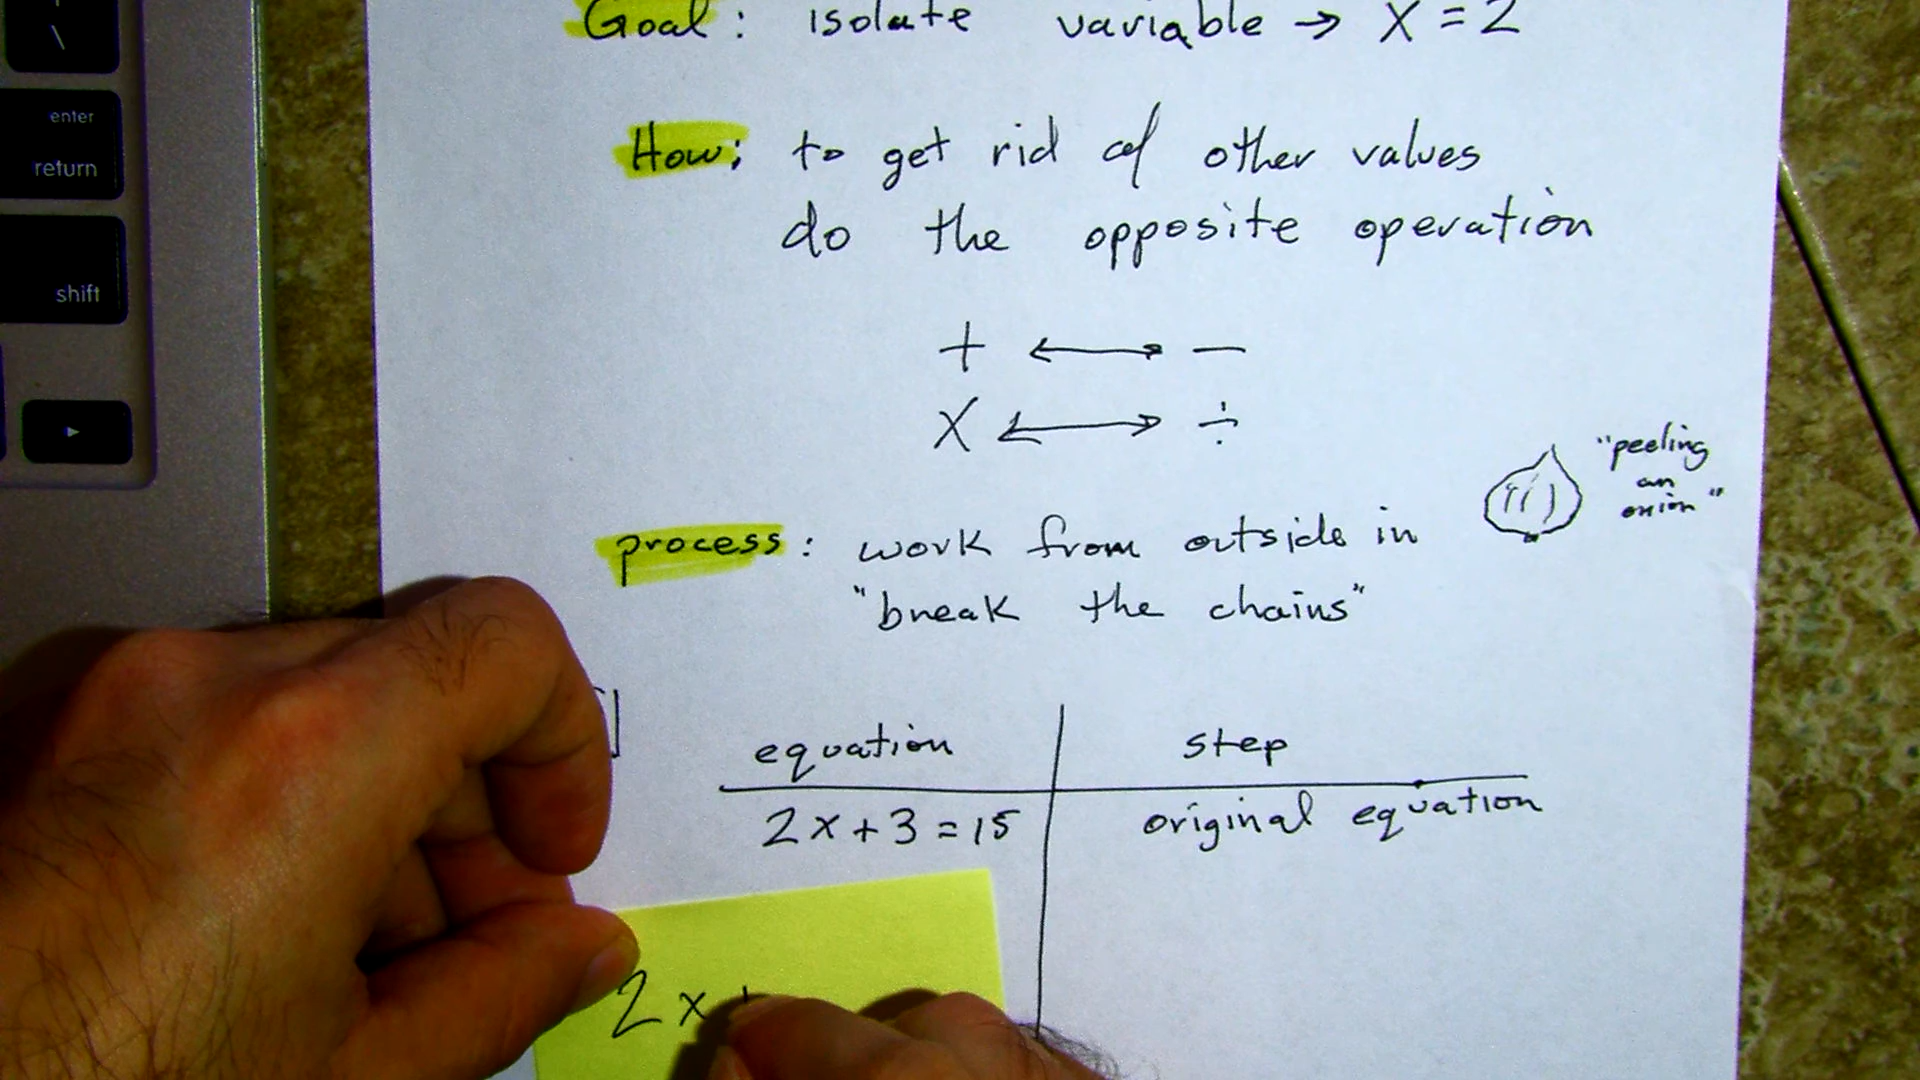 \
enter
return
shift
Goal: isolate variable → X = 2
How: to get rid of other values
do the opposite operation
+ ↔ −
X ↔ ÷
"peeling
an
onion"
process: work from outside in
"break the chains"
equation step
2x+3=15 original equation
2x